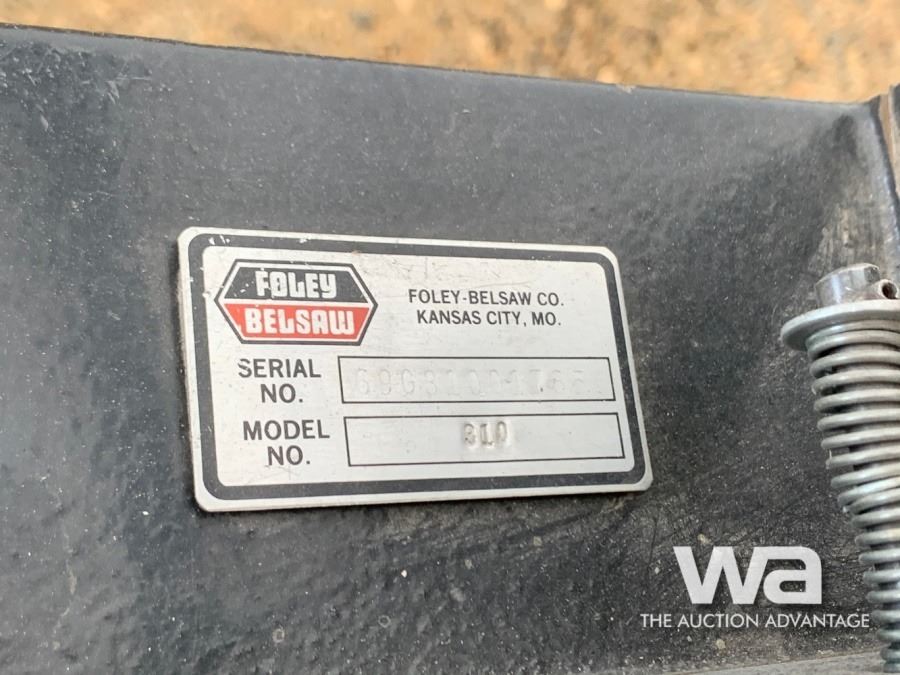 FOLEY
BELSAW
FOLEY-BELSAW CO.
KANSAS CITY, MO.
SERIAL
NO.
MODEL
NO.
310
wa
THE AUCTION ADVANTAGE